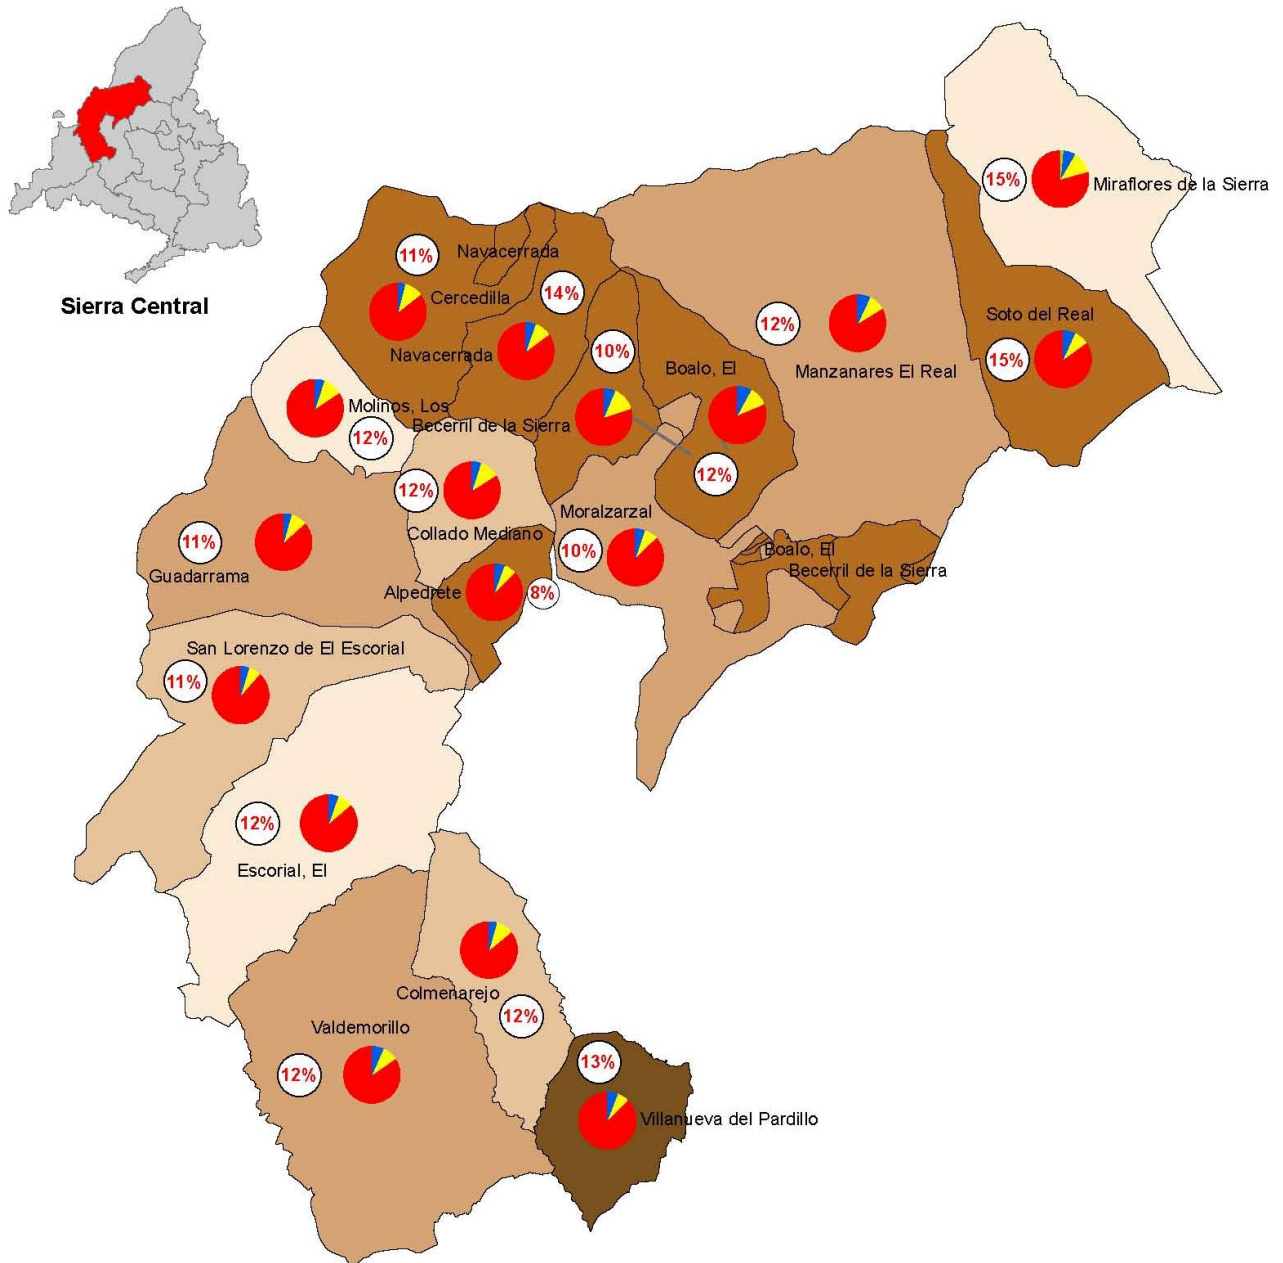 Sierra Central
15%
Miraflores de la Sierra
11%
Navacerrada
Cercedilla
14%
Soto del Real
15%
12%
Manzanares El Real
Navacerrada
10%
Boalo, El
Molinos, Los
Becerril de la Sierra
12%
12%
12%
Collado Mediano
Moralzarzal
10%
11%
Guadarrama
Boalo, El
Becerril de la Sierra
Alpedrete
8%
San Lorenzo de El Escorial
11%
12%
Escorial, El
Colmenarejo
12%
Valdemorillo
12%
13%
Villanueva del Pardillo